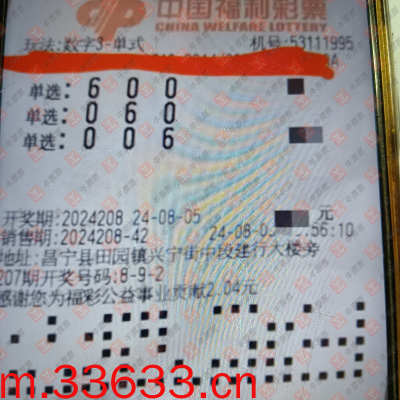 中国福利彩票
CHINA WELFARE LOTTERY
玩法:数字3-单式 机号:53111995
单选: 6 0 0
单选: 0 6 0
单选: 0 0 6
开奖期:2024208 24-08-05 元
销售期:2024208-42 24-08-0 :56:10
地址: 昌宁县田园镇兴宁街中段建行大楼旁
207期开奖号码:8-9-2
感谢您为福彩公益事业贡献2.04元
m.33633.cn